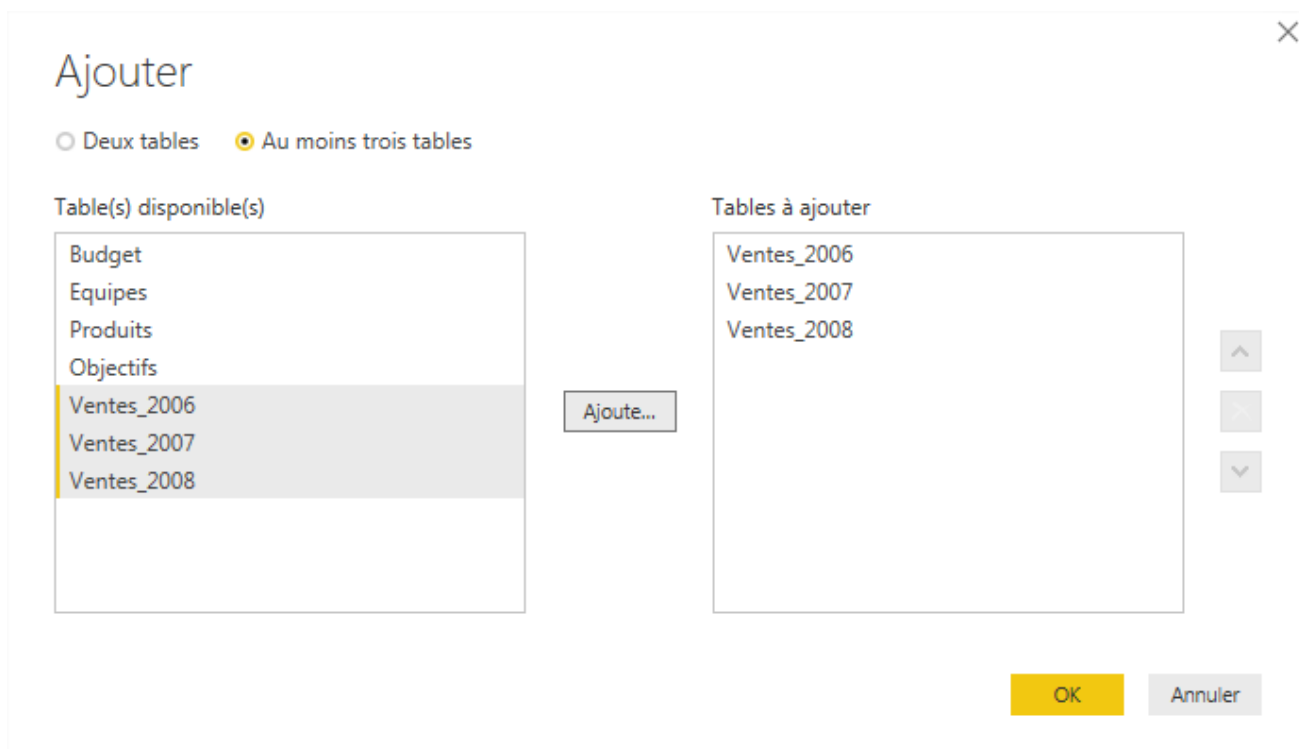 Ajouter
Deux tables
Au moins trois tables
Table(s) disponible(s)
Budget
Equipes
Produits
Objectifs
Ventes_2006
Ventes_2007
Ventes_2008
Ajoute...
Tables à ajouter
Ventes_2006
Ventes_2007
Ventes_2008
OK
Annuler